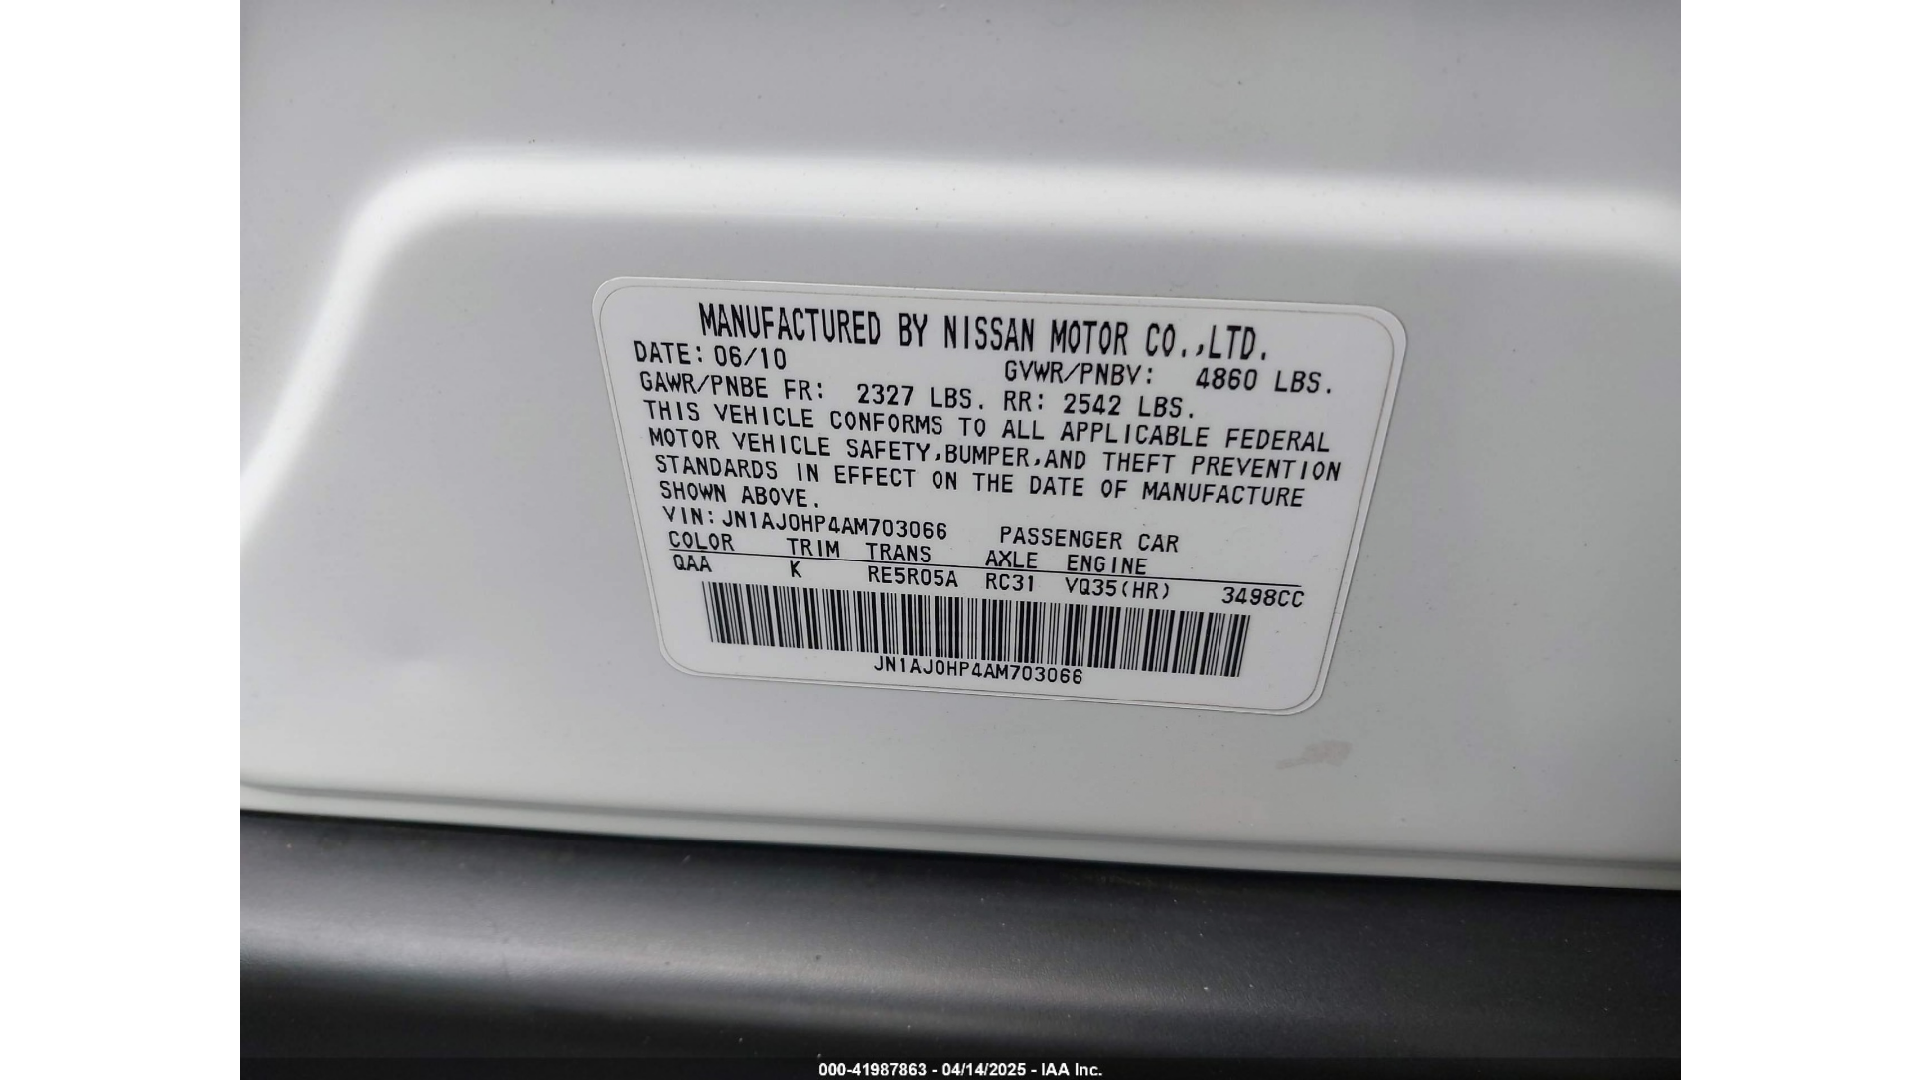 MANUFACTURED BY NISSAN MOTOR CO.,LTD.
DATE: 06/10 GVWR/PNBV: 4860 LBS.
GAWR/PNBE FR: 2327 LBS. RR: 2542 LBS.
THIS VEHICLE CONFORMS TO ALL APPLICABLE FEDERAL
MOTOR VEHICLE SAFETY,BUMPER,AND THEFT PREVENTION
STANDARDS IN EFFECT ON THE DATE OF MANUFACTURE
SHOWN ABOVE.
VIN: JN1AJ0HP4AM703066 PASSENGER CAR
COLOR TRIM TRANS AXLE ENGINE
QAA K RE5R05A RC31 VQ35(HR) 3498CC
JN1AJ0HP4AM703066
000-41987863 - 04/14/2025 - IAA Inc.